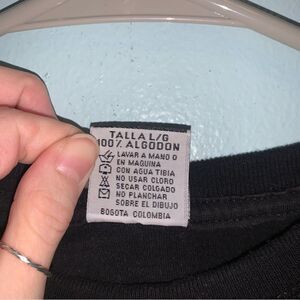 TALLA L/G
100% ALGODON
LAVAR A MANO O
EN MAQUINA
CON AGUA TIBIA
NO USAR CLORO
SECAR COLGADO
NO PLANCHAR
SOBRE EL DIBUJO
BOGOTA COLOMBIA